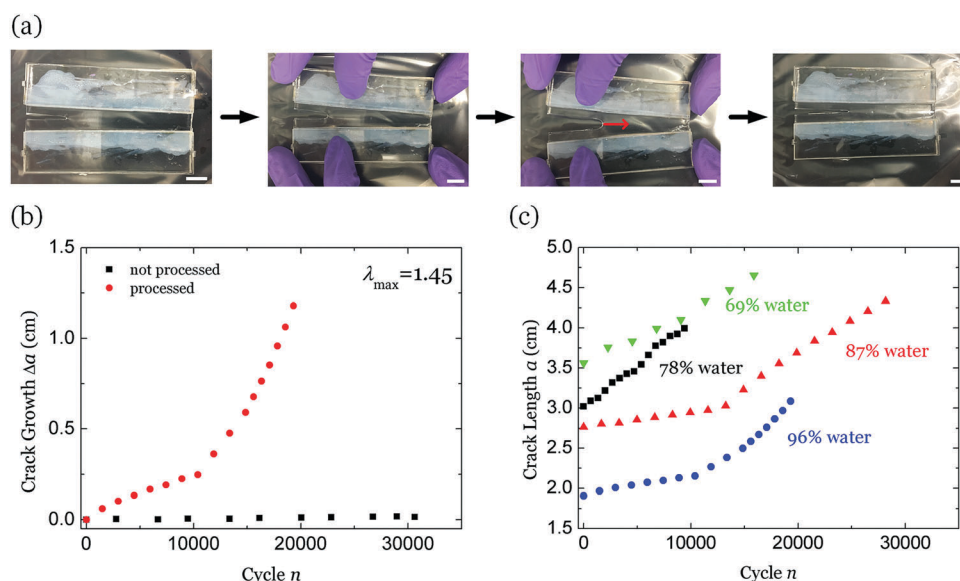 (a)
(b)
(c)
1.5
1.0
0.5
0.0
Crack Growth Δa (cm)
■ not processed
● processed
λmax=1.45
0
10000
20000
30000
Cycle n
5.0
4.5
4.0
3.5
3.0
2.5
2.0
1.5
Crack Length a (cm)
69% water
78% water
87% water
96% water
0
10000
20000
30000
Cycle n